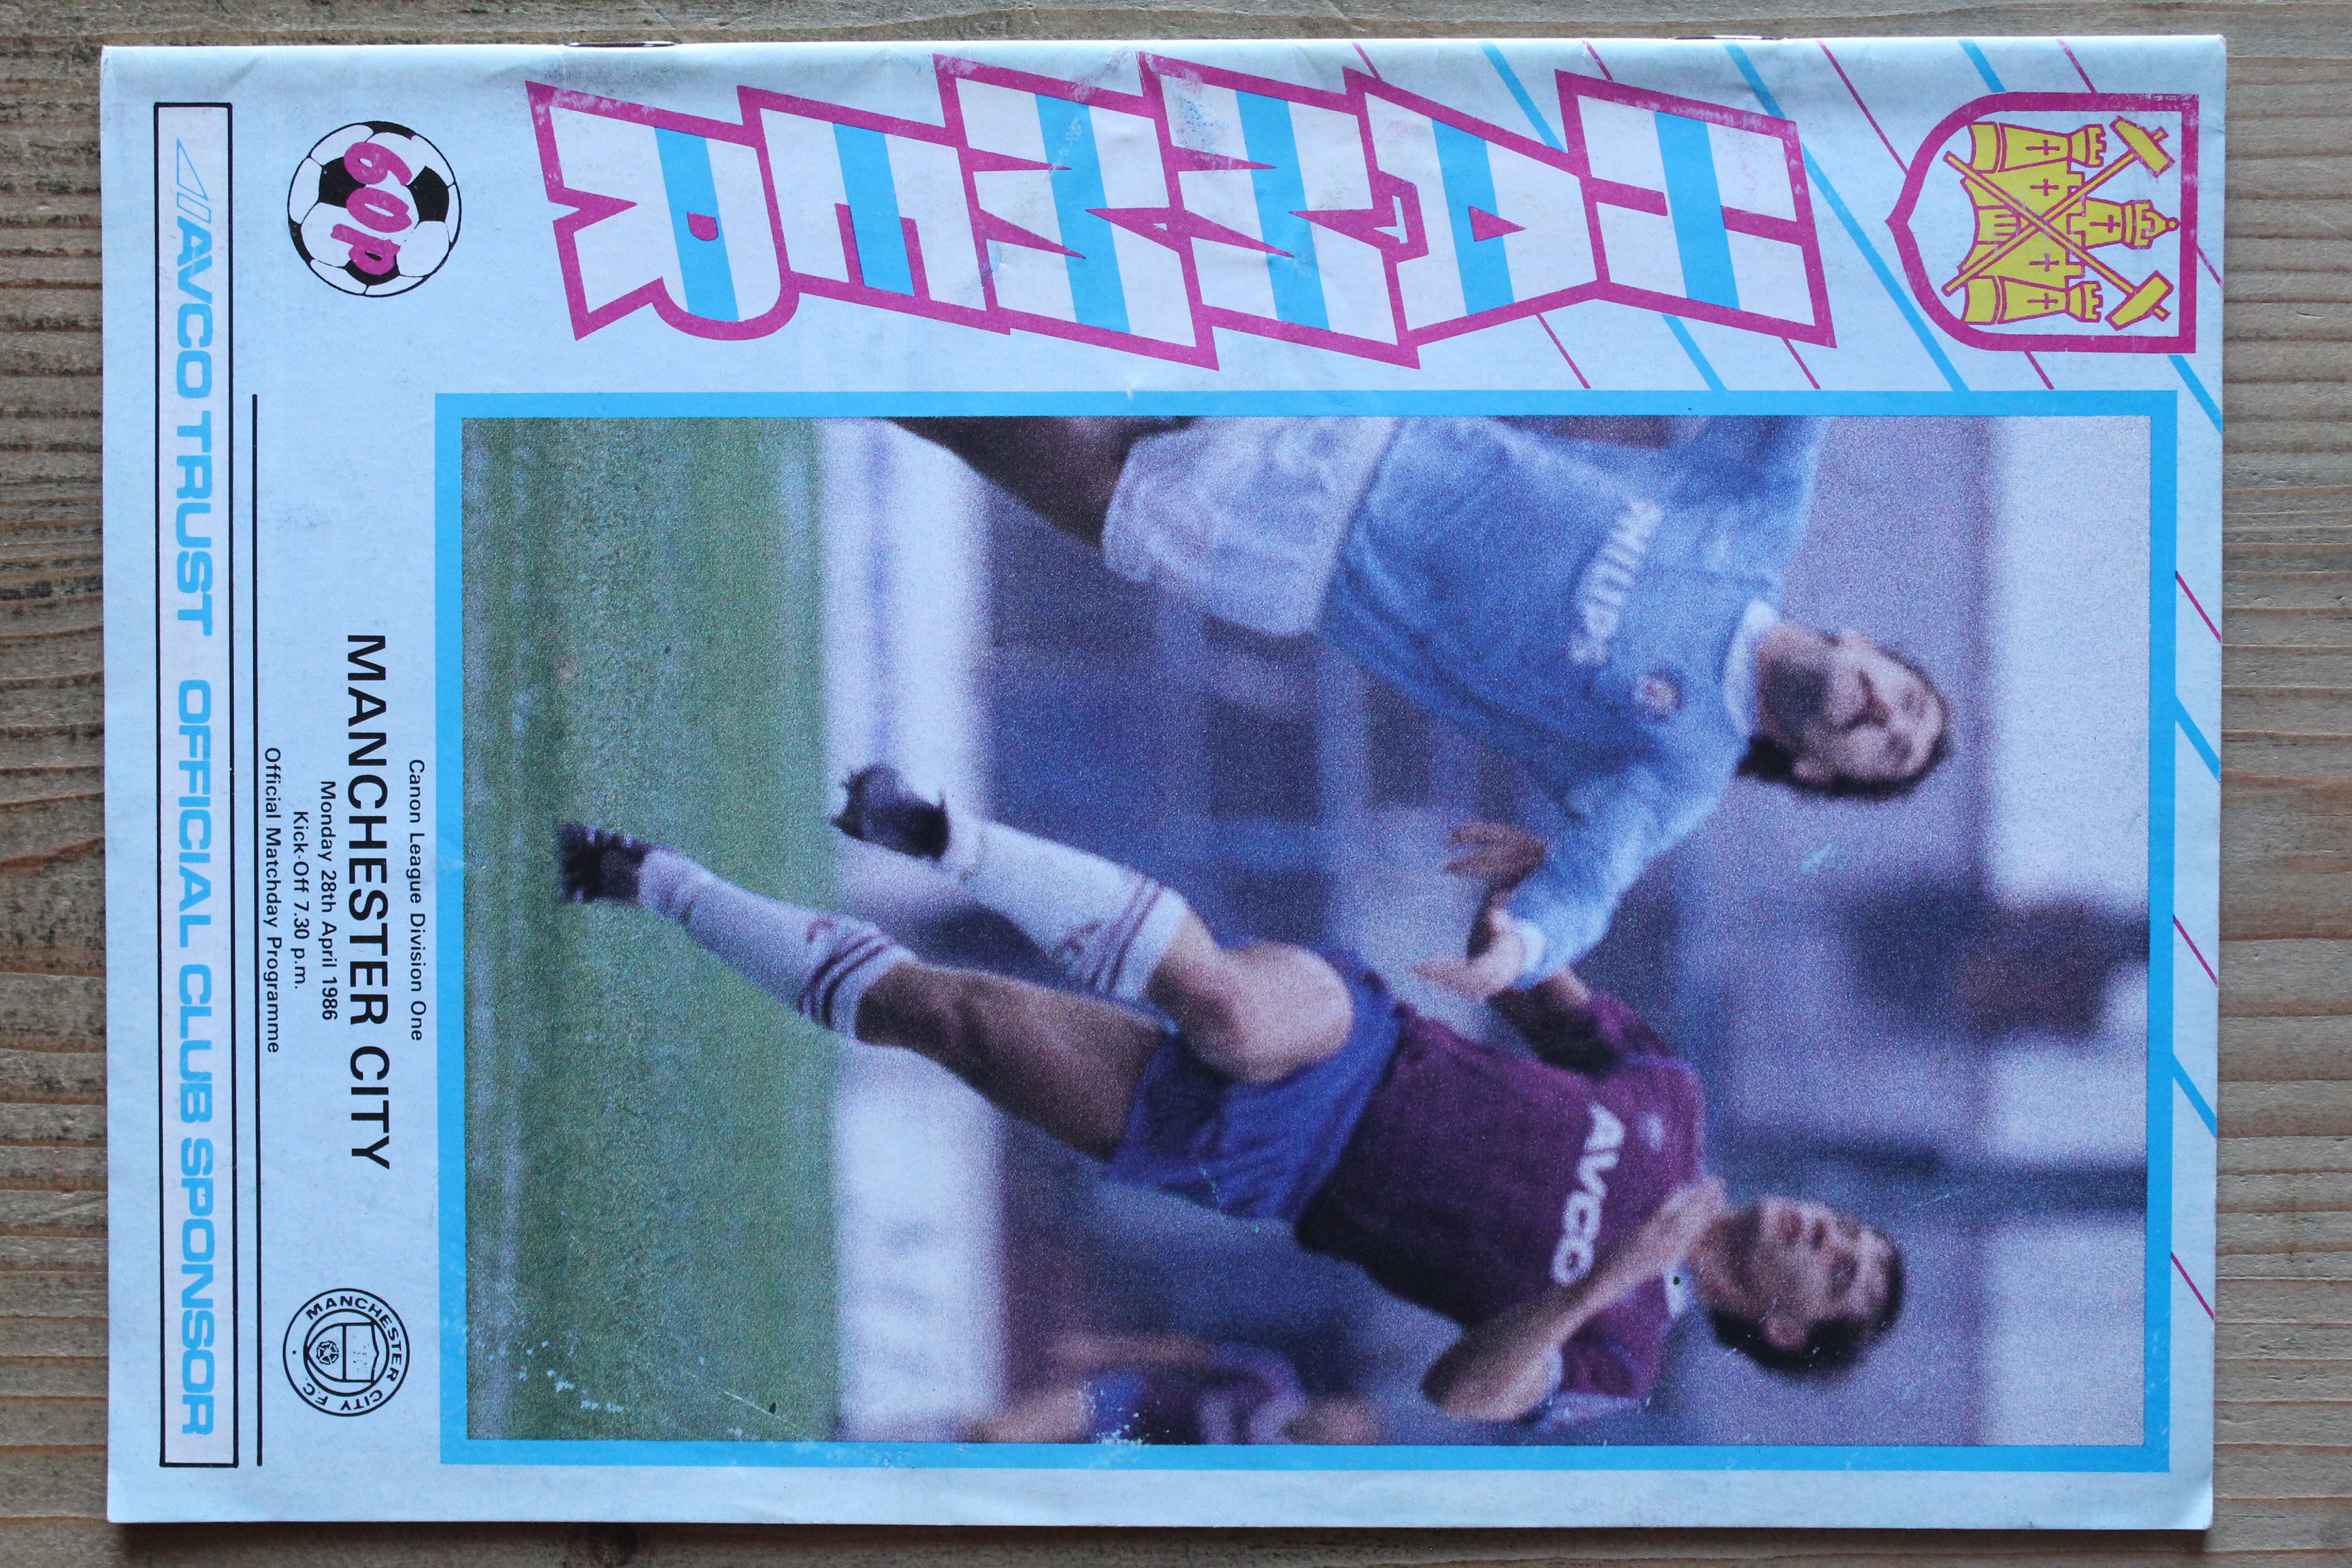 HAMMER
PHILIPS
AVCO
Canon League Division One
MANCHESTER CITY
Monday 28th April 1986
Kick-Off 7.30 p.m.
Official Matchday Programme
60p
MANCHESTER CITY F.C.
AVCO TRUST OFFICIAL CLUB SPONSOR